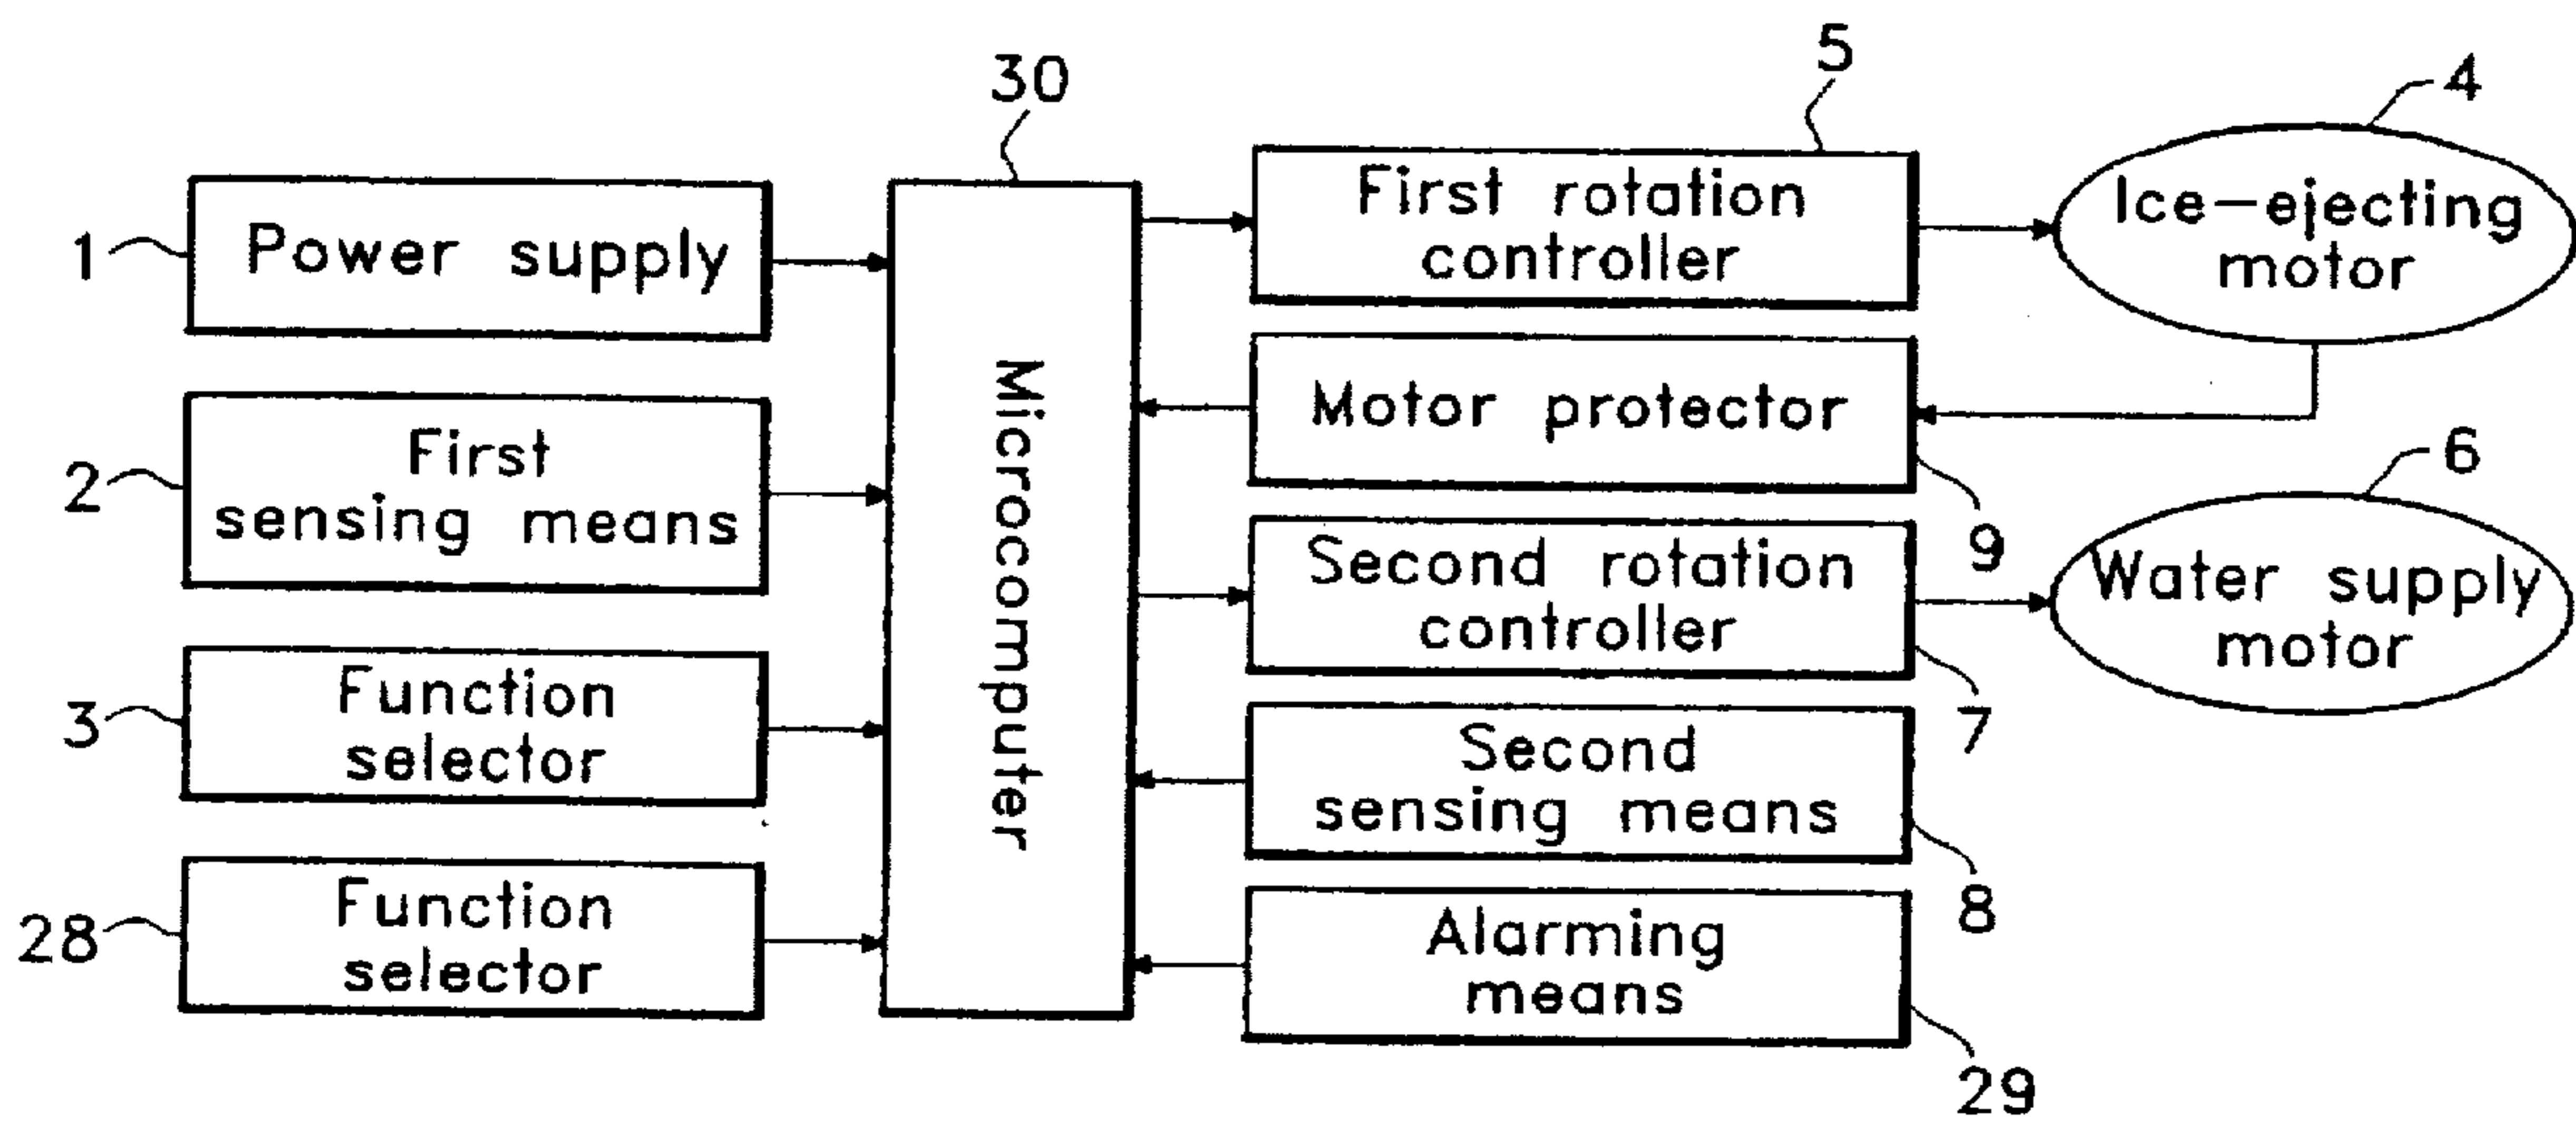 30
5
4
1
Power supply
First rotation
controller
Ice-ejecting
motor
2
First
sensing means
Microcomputer
Motor protector
9
6
3
Function
selector
Second rotation
controller
7
Water supply
motor
28
Function
selector
Second
sensing means
8
Alarming
means
29